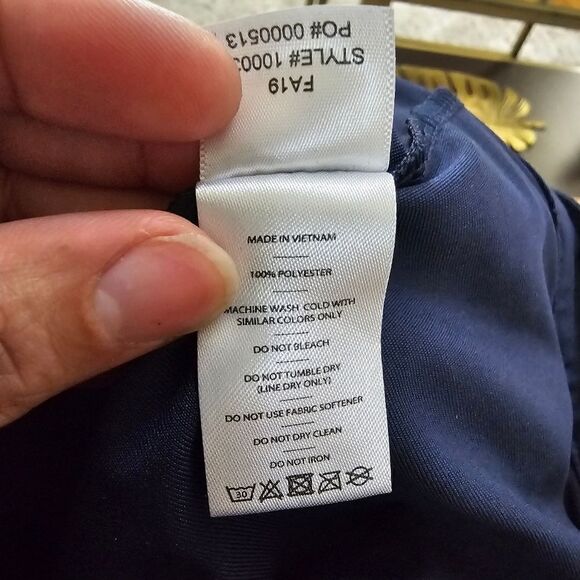 PO# 0000513
STYLE# 10003
FA19
MADE IN VIETNAM
100% POLYESTER
MACHINE WASH COLD WITH
SIMILAR COLORS ONLY
DO NOT BLEACH
DO NOT TUMBLE DRY
(LINE DRY ONLY)
DO NOT USE FABRIC SOFTENER
DO NOT DRY CLEAN
DO NOT IRON
30